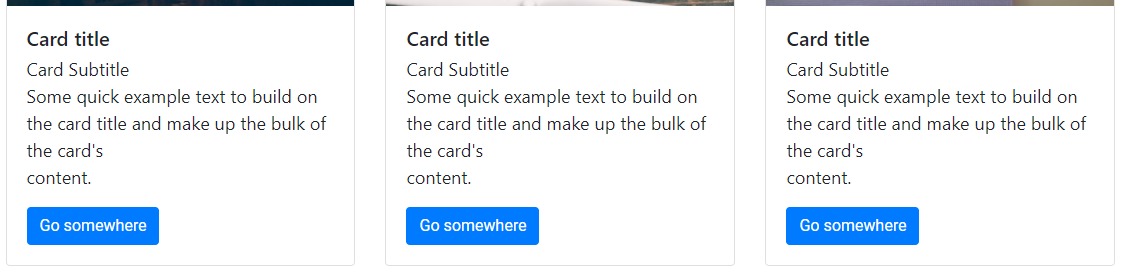 Card title
Card Subtitle
Some quick example text to build on
the card title and make up the bulk of
the card's
content.
Go somewhere
Card title
Card Subtitle
Some quick example text to build on
the card title and make up the bulk of
the card's
content.
Go somewhere
Card title
Card Subtitle
Some quick example text to build on
the card title and make up the bulk of
the card's
content.
Go somewhere